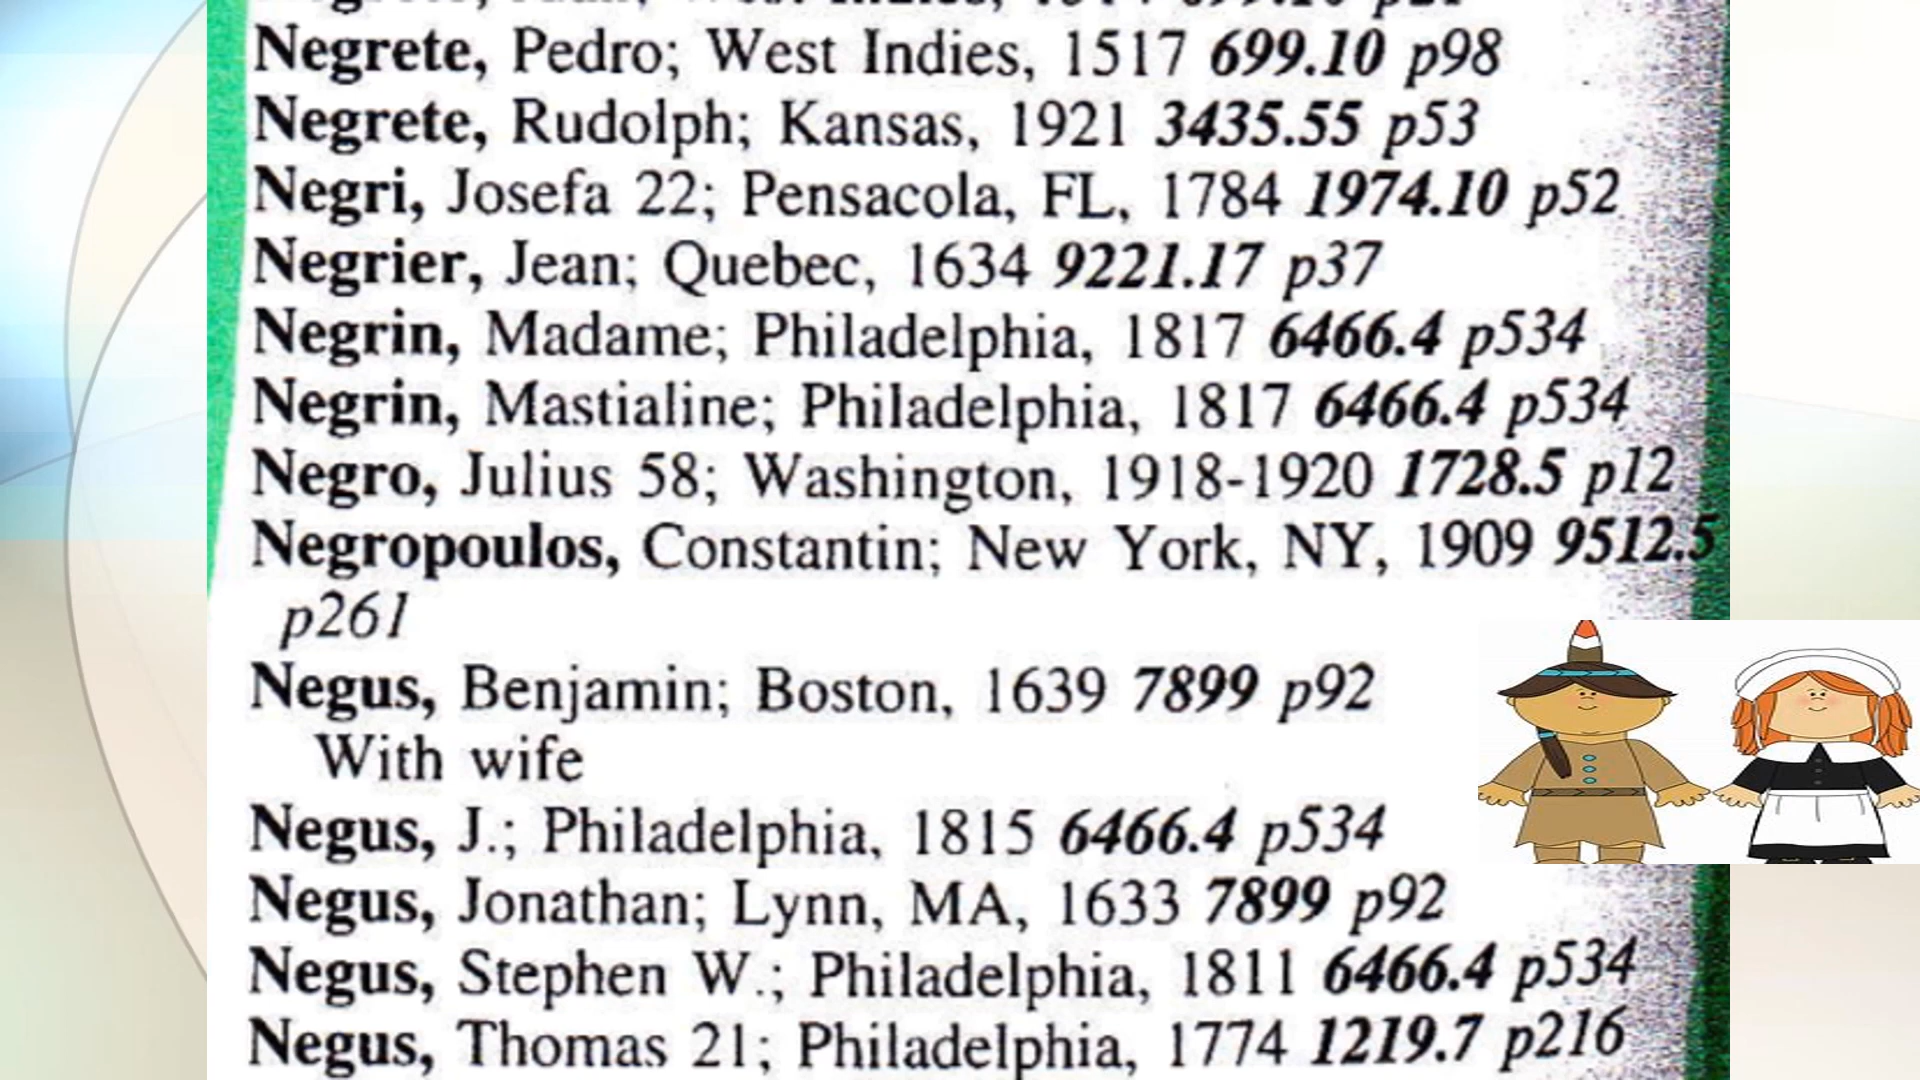 Negrete, Pedro; West Indies, 1517 699.10 p98
Negrete, Rudolph; Kansas, 1921 3435.55 p53
Negri, Josefa 22; Pensacola, FL, 1784 1974.10 p52
Negrier, Jean; Quebec, 1634 9221.17 p37
Negrin, Madame; Philadelphia, 1817 6466.4 p534
Negrin, Mastialine; Philadelphia, 1817 6466.4 p534
Negro, Julius 58; Washington, 1918-1920 1728.5 p12
Negropoulos, Constantin; New York, NY, 1909 9512.5
p261
Negus, Benjamin; Boston, 1639 7899 p92
With wife
Negus, J.; Philadelphia, 1815 6466.4 p534
Negus, Jonathan; Lynn, MA, 1633 7899 p92
Negus, Stephen W.; Philadelphia, 1811 6466.4 p534
Negus, Thomas 21; Philadelphia, 1774 1219.7 p216